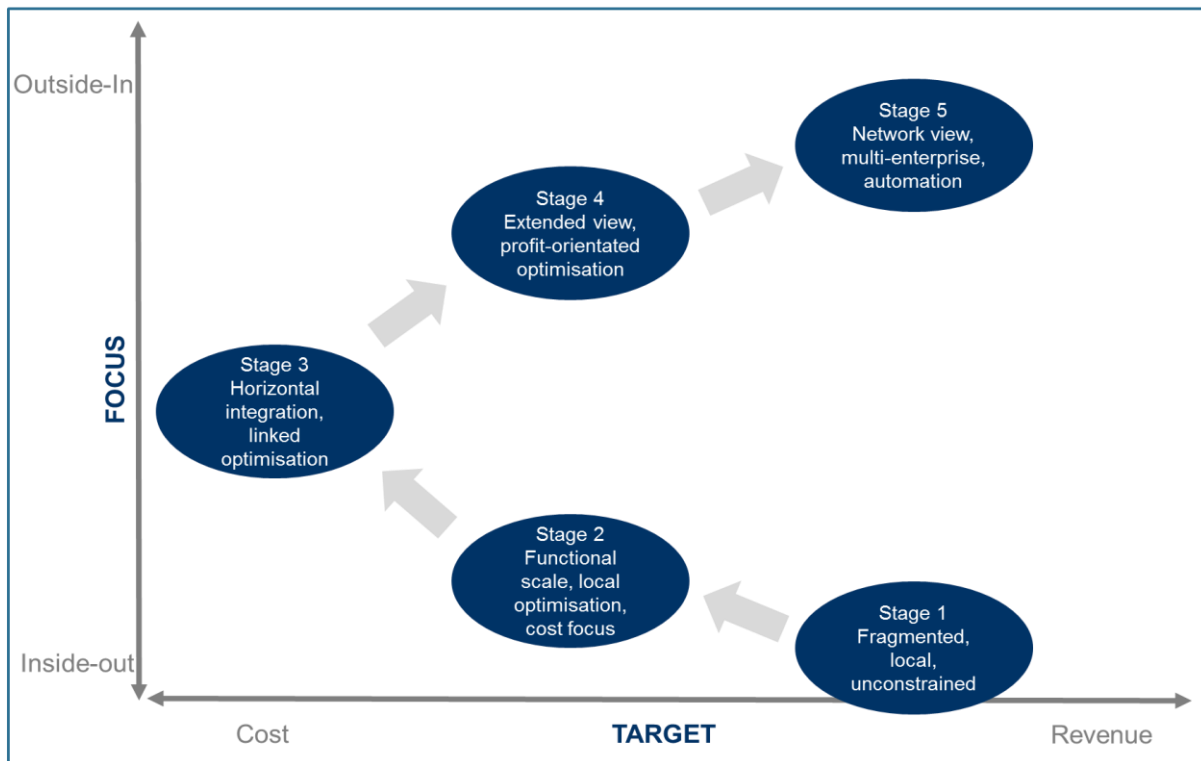 Outside-In
Stage 5
Network view,
multi-enterprise,
automation
Stage 4
Extended view,
profit-orientated
optimisation
FOCUS
Stage 3
Horizontal
integration,
linked
optimisation
Stage 2
Functional
scale, local
optimisation,
cost focus
Stage 1
Fragmented,
local,
unconstrained
Inside-out
Cost
TARGET
Revenue